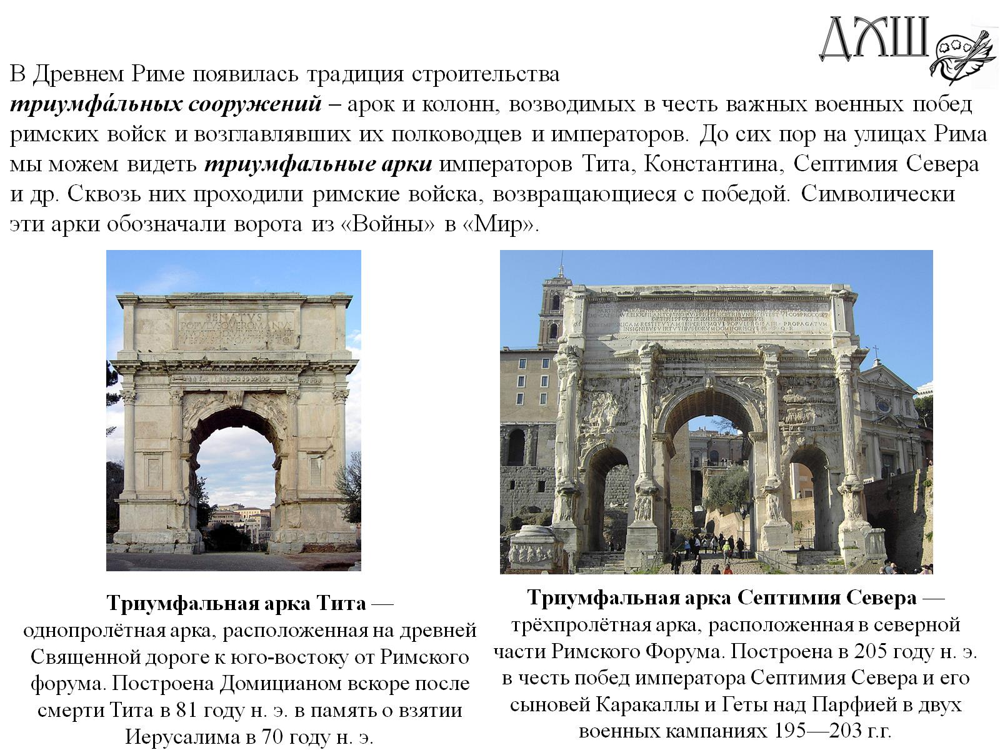 ДХШ
В Древнем Риме появилась традиция строительства
триумфа́льных сооружений – арок и колонн, возводимых в честь важных военных побед
римских войск и возглавлявших их полководцев и императоров. До сих пор на улицах Рима
мы можем видеть триумфальные арки императоров Тита, Константина, Септимия Севера
и др. Сквозь них проходили римские войска, возвращающиеся с победой. Символически
эти арки обозначали ворота из «Войны» в «Мир».
SENATVS
POPVLVSQVEROMANVS
INSIGNIBVSVIRTVTIBVSEORVMDOMIFORISQVE S P Q R
Триумфальная арка Тита —
однопролётная арка, расположенная на древней
Священной дороге к юго-востоку от Римского
форума. Построена Домицианом вскоре после
смерти Тита в 81 году н. э. в память о взятии
Иерусалима в 70 году н. э.
Триумфальная арка Септимия Севера —
трёхпролётная арка, расположенная в северной
части Римского Форума. Построена в 205 году н. э.
в честь побед императора Септимия Севера и его
сыновей Каракаллы и Геты над Парфией в двух
военных кампаниях 195—203 г.г.